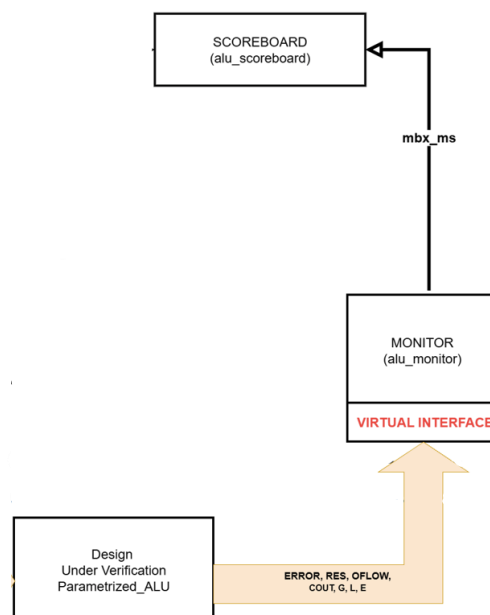 SCOREBOARD
(alu_scoreboard)
mbx_ms
MONITOR
(alu_monitor)
VIRTUAL INTERFACE
Design
Under Verification
Parametrized_ALU
ERROR, RES, OFLOW,
COUT, G, L, E